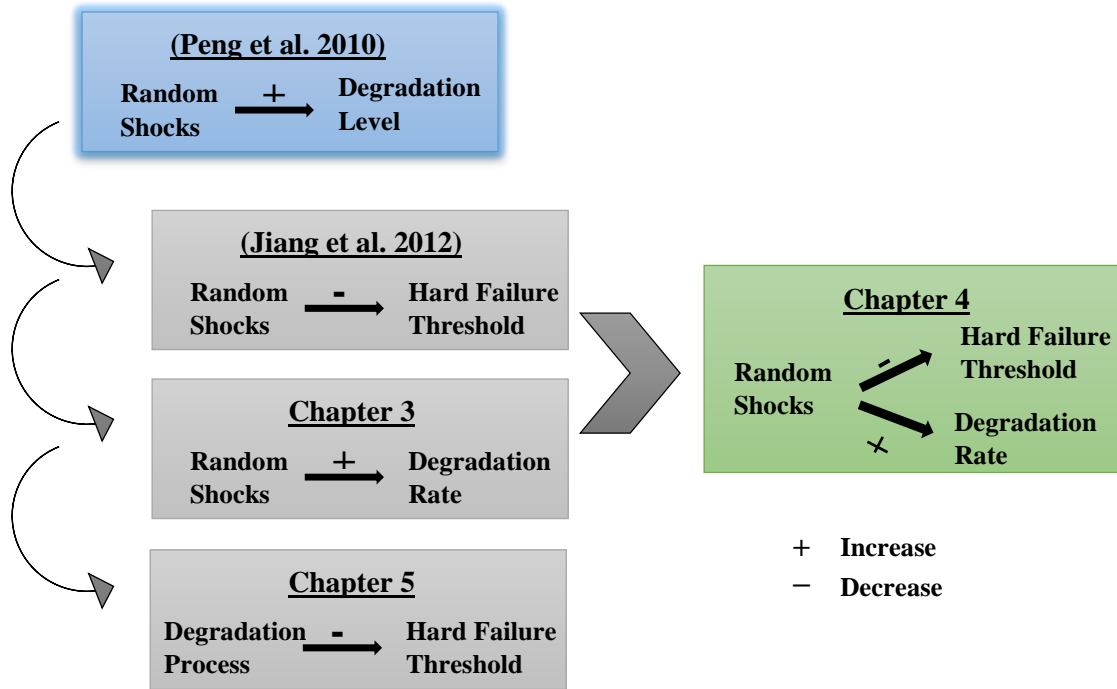 (Peng et al. 2010)
Random
Shocks
+
Degradation
Level
(Jiang et al. 2012)
Random
Shocks
-
Hard Failure
Threshold
Chapter 3
Random
Shocks
+
Degradation
Rate
Chapter 5
Degradation
Process
-
Hard Failure
Threshold
Chapter 4
Random
Shocks
-
Hard Failure
Threshold
+
Degradation
Rate
+ Increase
− Decrease